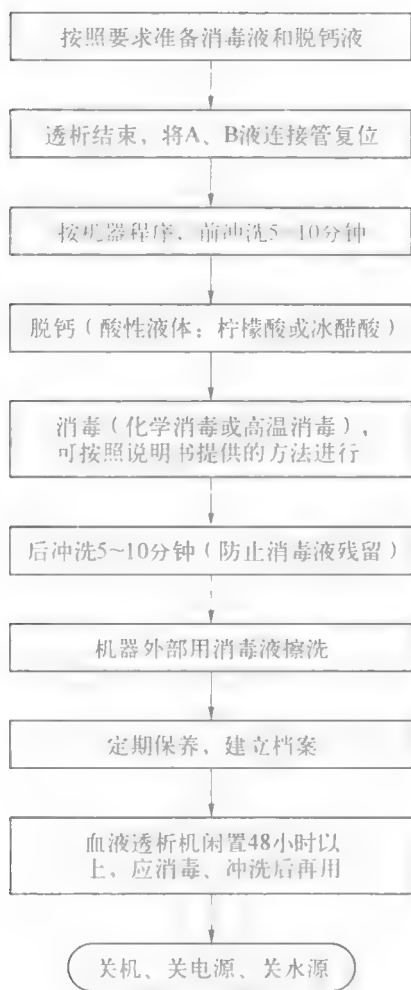 按照要求准备消毒液和脱钙液
透析结束，将A、B液连接管复位
按机器程序、前冲洗5~10分钟
脱钙（酸性液体：柠檬酸或冰醋酸）
消毒（化学消毒或高温消毒），
可按照说明书提供的方法进行
后冲洗5~10分钟（防止消毒液残留）
机器外部用消毒液擦洗
定期保养、建立档案
血液透析机闲置48小时以
上，应消毒、冲洗后再用
关机、关电源、关水源